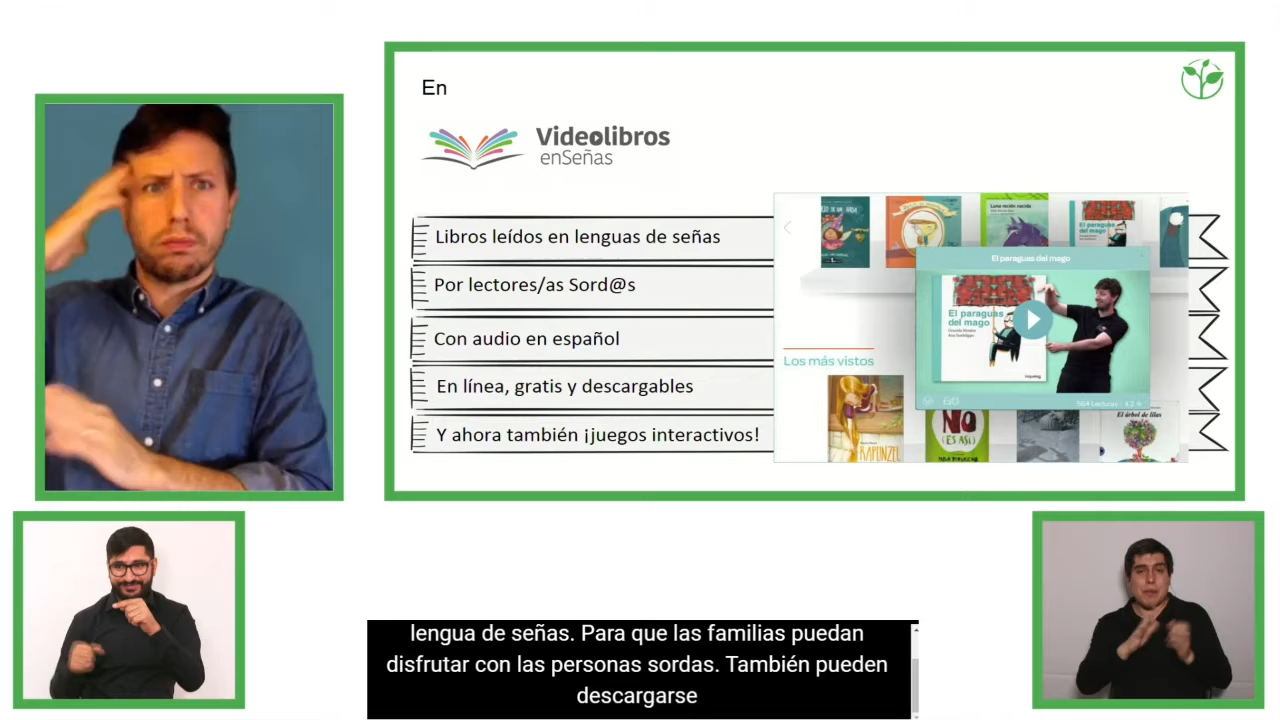 En
Videolibros
enSeñas
Libros leídos en lenguas de señas
Por lectores/as Sord@s
Con audio en español
En línea, gratis y descargables
Y ahora también ¡juegos interactivos!
Luna recién nacida
El paraguas
del mago
El paraguas del mago
El paraguas
del mago
Los más vistos
RAPUNZEL
NO
(ES ASÍ)
El árbol de lilas
lengua de señas. Para que las familias puedan
disfrutar con las personas sordas. También pueden
descargarse